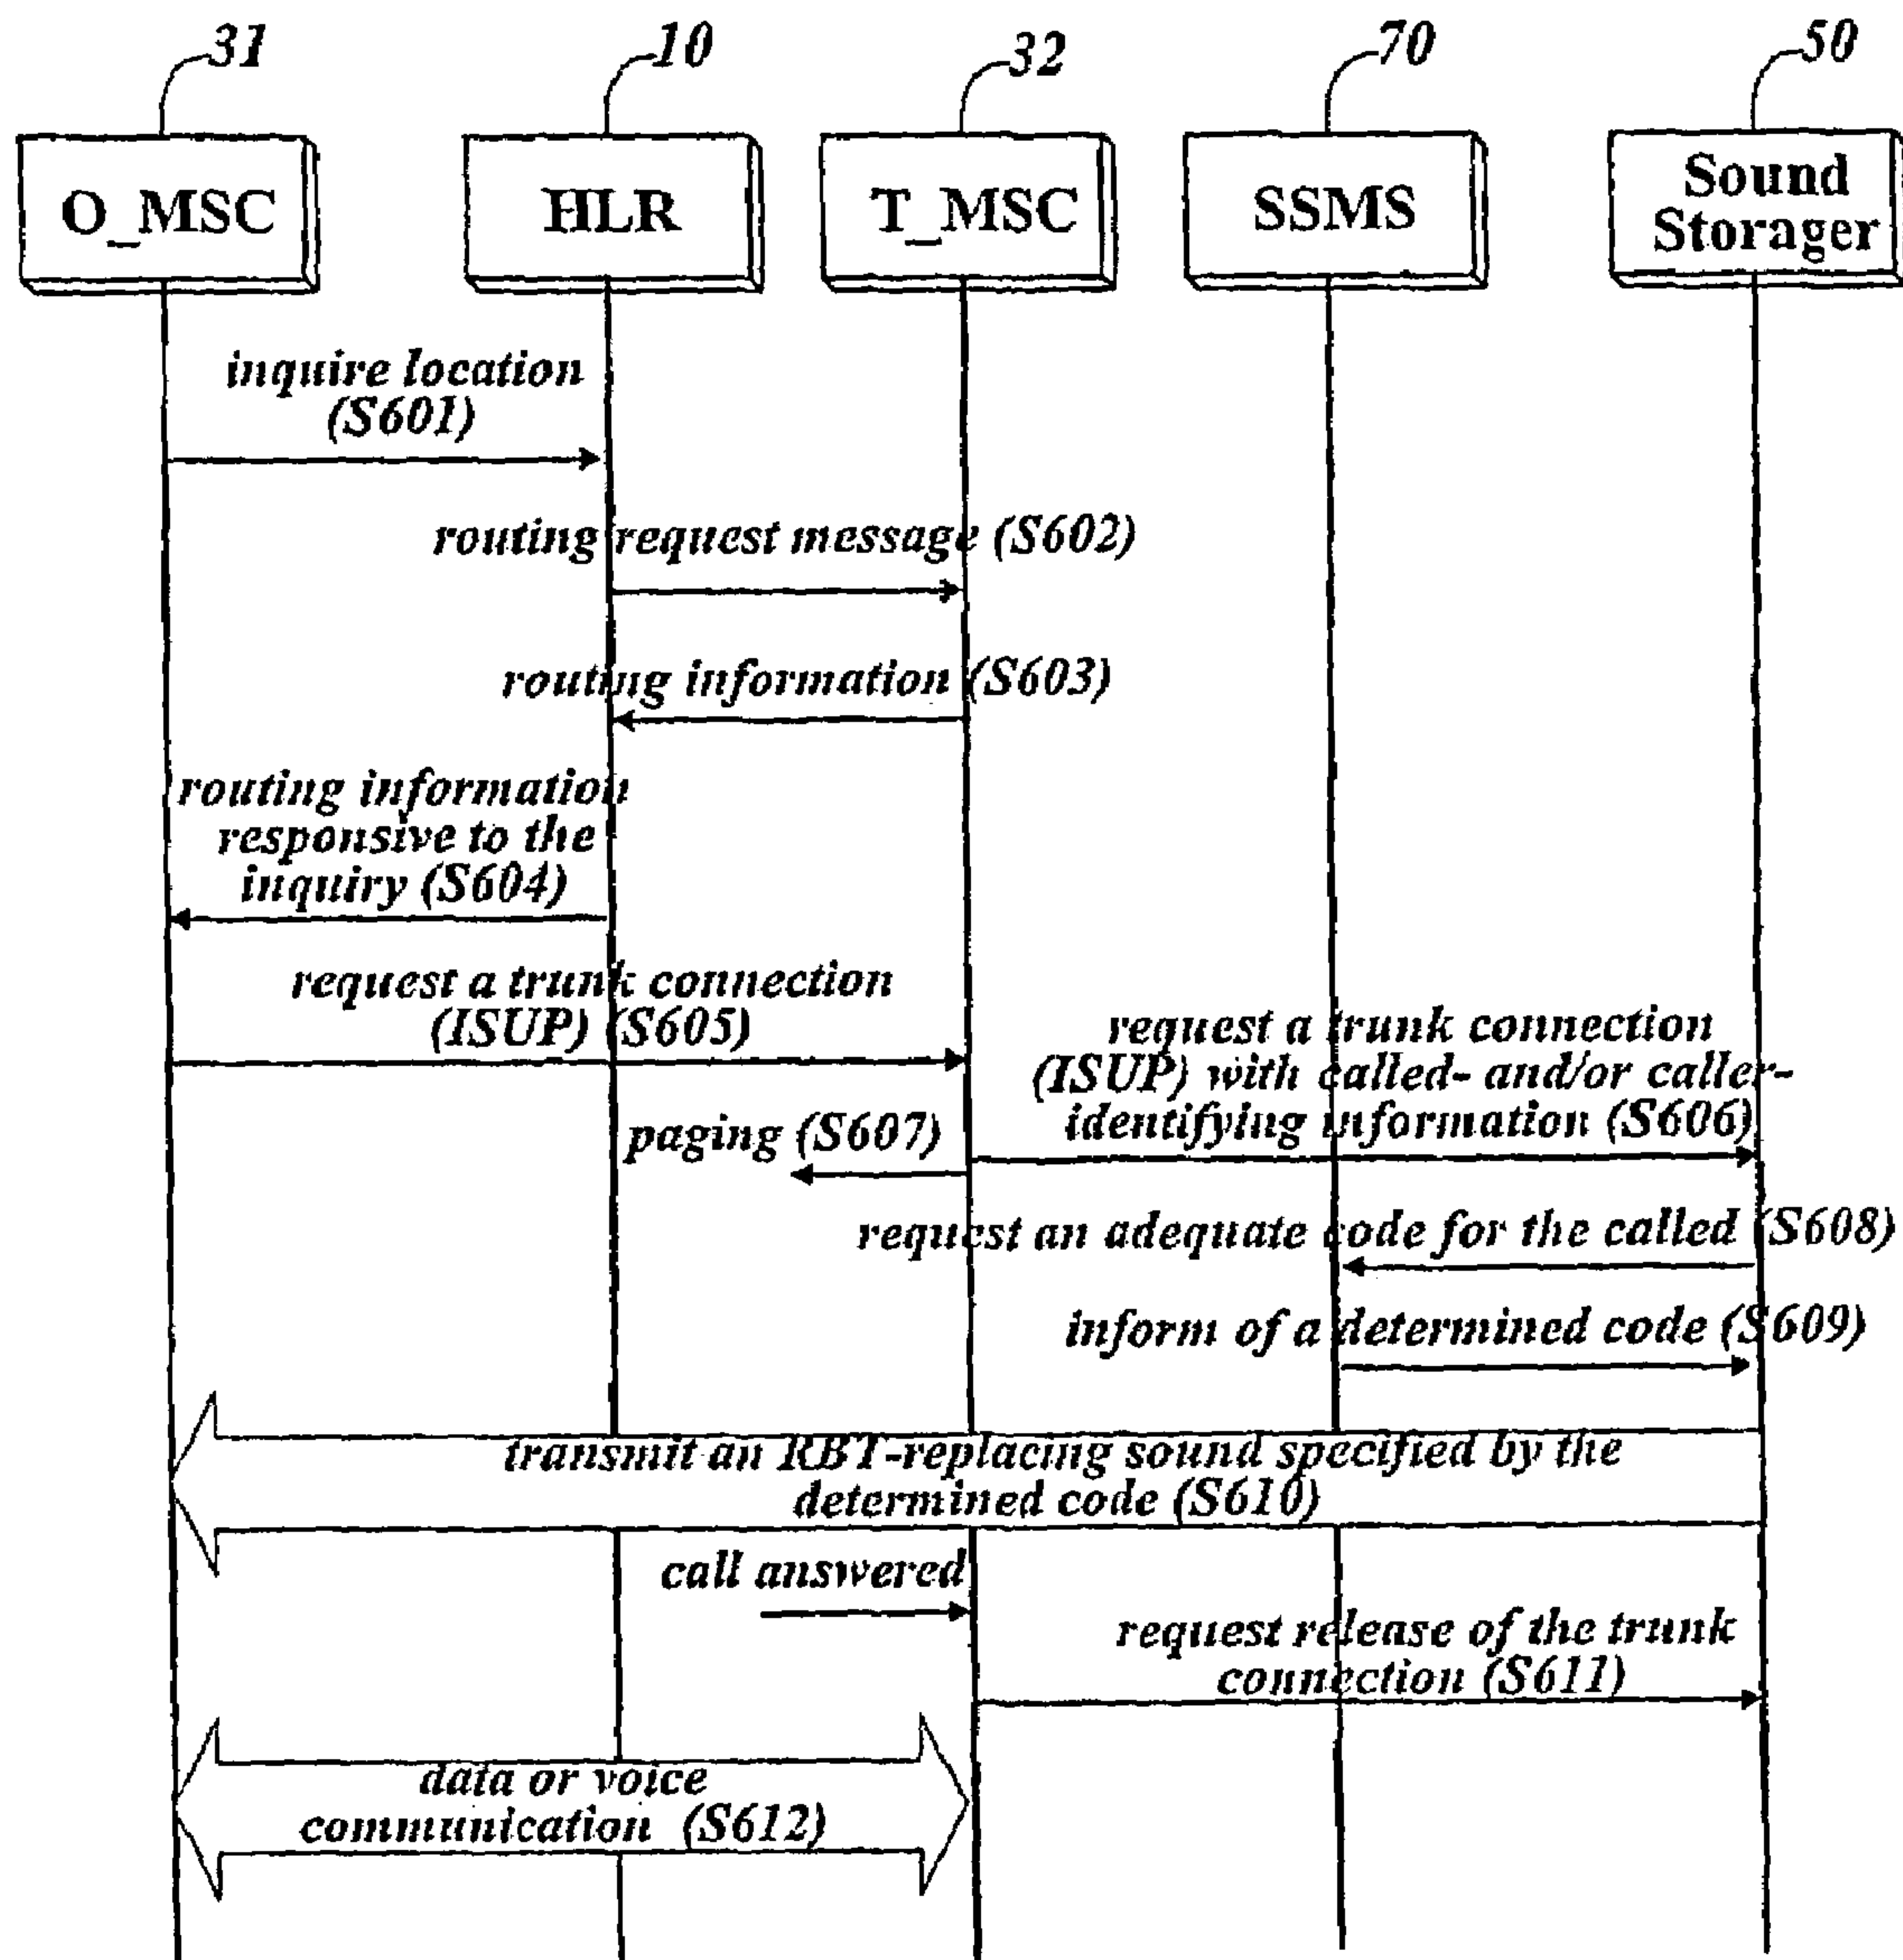 31
10
32
70
50
O_MSC
HLR
T_MSC
SSMS
Sound
Storager
inquire location
(S601)
routing request message (S602)
routing information (S603)
routing information
responsive to the
inquiry (S604)
request a trunk connection
(ISUP) (S605)
request a trunk connection
(ISUP) with called- and/or caller-
identifying information (S606)
paging (S607)
request an adequate code for the called (S608)
inform of a determined code (S609)
transmit an RBT-replacing sound specified by the
determined code (S610)
call answered
request release of the trunk
connection (S611)
data or voice
communication (S612)